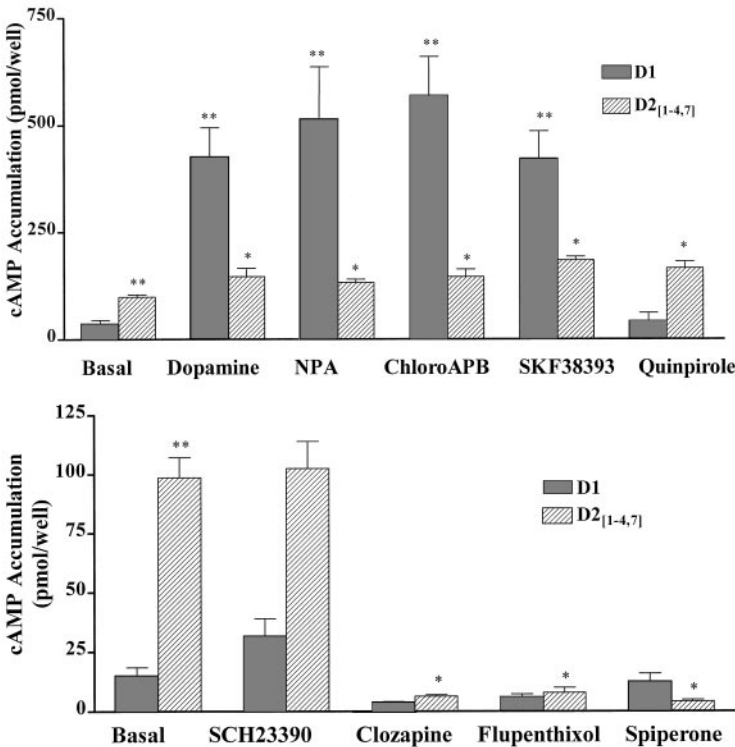 750
500
250
0
cAMP Accumulation (pmol/well)
**
**
**
**
**
*
*
*
*
*
D1
D2[1-4,7]
Basal Dopamine NPA ChloroAPB SKF38393 Quinpirole
125
100
75
50
25
0
cAMP Accumulation
(pmol/well)
**
*
*
*
D1
D2[1-4,7]
Basal SCH23390 Clozapine Flupenthixol Spiperone